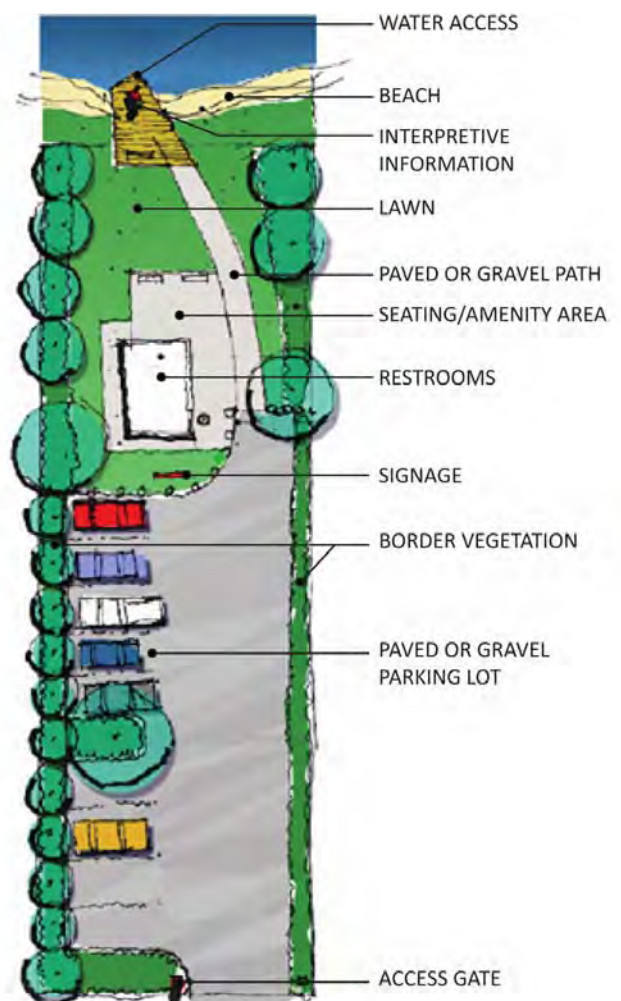 WATER ACCESS
BEACH
INTERPRETIVE
INFORMATION
LAWN
PAVED OR GRAVEL PATH
SEATING/AMENITY AREA
RESTROOMS
SIGNAGE
BORDER VEGETATION
PAVED OR GRAVEL
PARKING LOT
ACCESS GATE